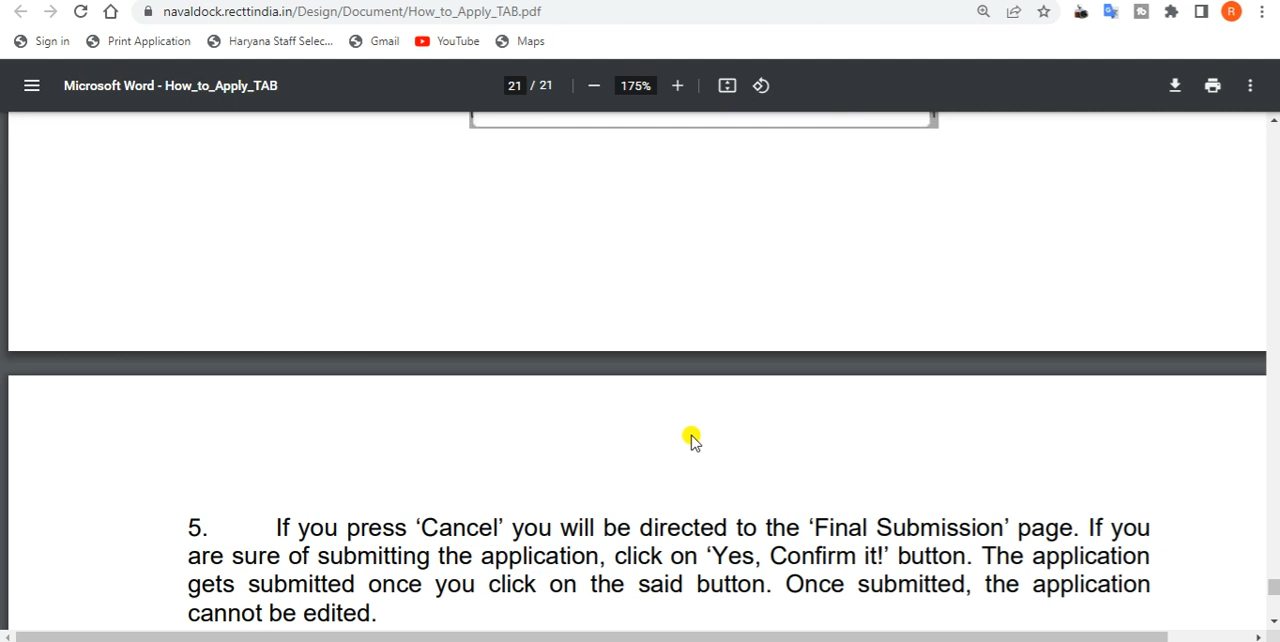 navaldock.recttindia.in/Design/Document/How_to_Apply_TAB.pdf
R
Sign in Print Application Haryana Staff Selec... Gmail YouTube Maps
Microsoft Word - How_to_Apply_TAB 21 / 21 175%
5. If you press ‘Cancel’ you will be directed to the ‘Final Submission’ page. If you
are sure of submitting the application, click on ‘Yes, Confirm it!’ button. The application
gets submitted once you click on the said button. Once submitted, the application
cannot be edited.